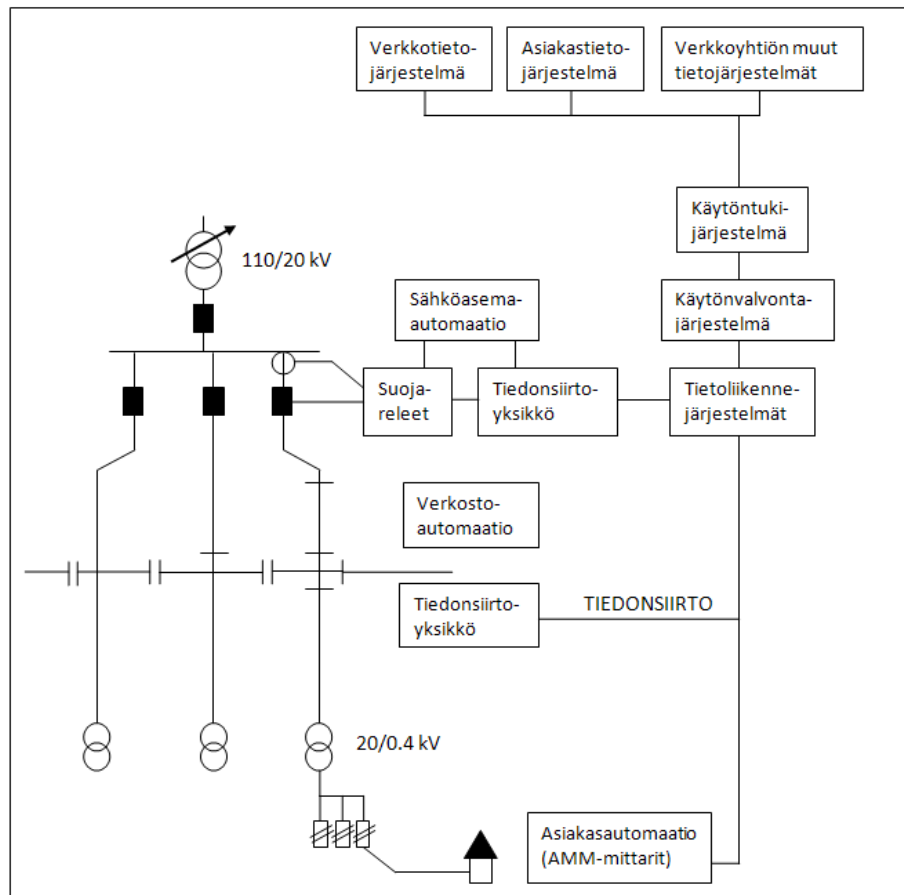 Verkkotieto-
järjestelmä
Asiakastieto-
järjestelmä
Verkkoyhtiön muut
tietojärjestelmät
Käytöntuki-
järjestelmä
110/20 kV
Sähköasema-
automaatio
Käytönvalvonta-
järjestelmä
Suoja-
releet
Tiedonsiirto-
yksikkö
Tietoliikenne-
järjestelmät
Verkosto-
automaatio
Tiedonsiirto-
yksikkö
TIEDONSIIRTO
20/0.4 kV
Asiakasautomaatio
(AMM-mittarit)